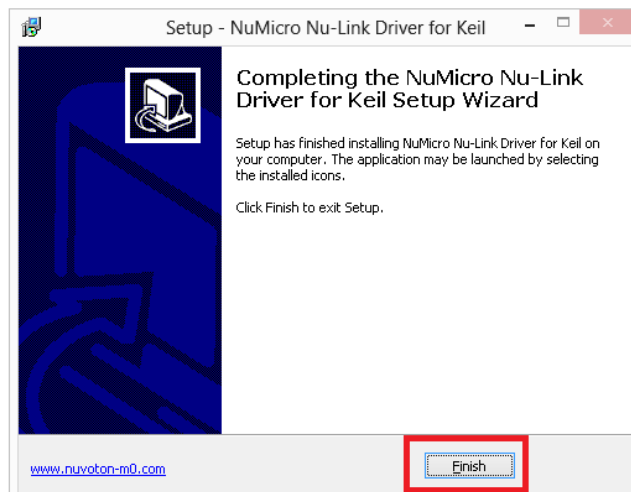 Setup - NuMicro Nu-Link Driver for Keil
Completing the NuMicro Nu-Link
Driver for Keil Setup Wizard
Setup has finished installing NuMicro Nu-Link Driver for Keil on
your computer. The application may be launched by selecting
the installed icons.
Click Finish to exit Setup.
www.nuvoton-m0.com
Finish